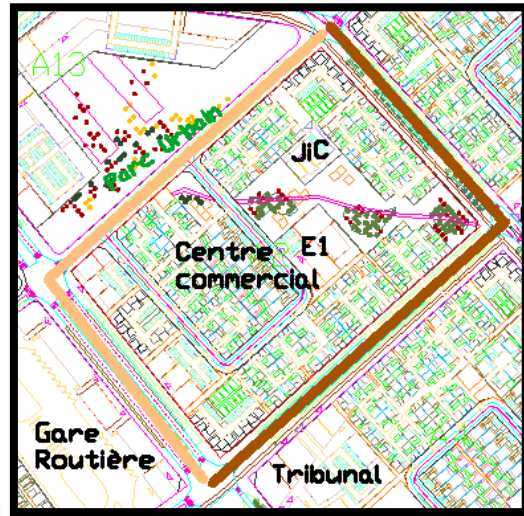 A13
Parc Urbain
JiC
E1
Centre
commercial
Gare
Routière
Tribunal